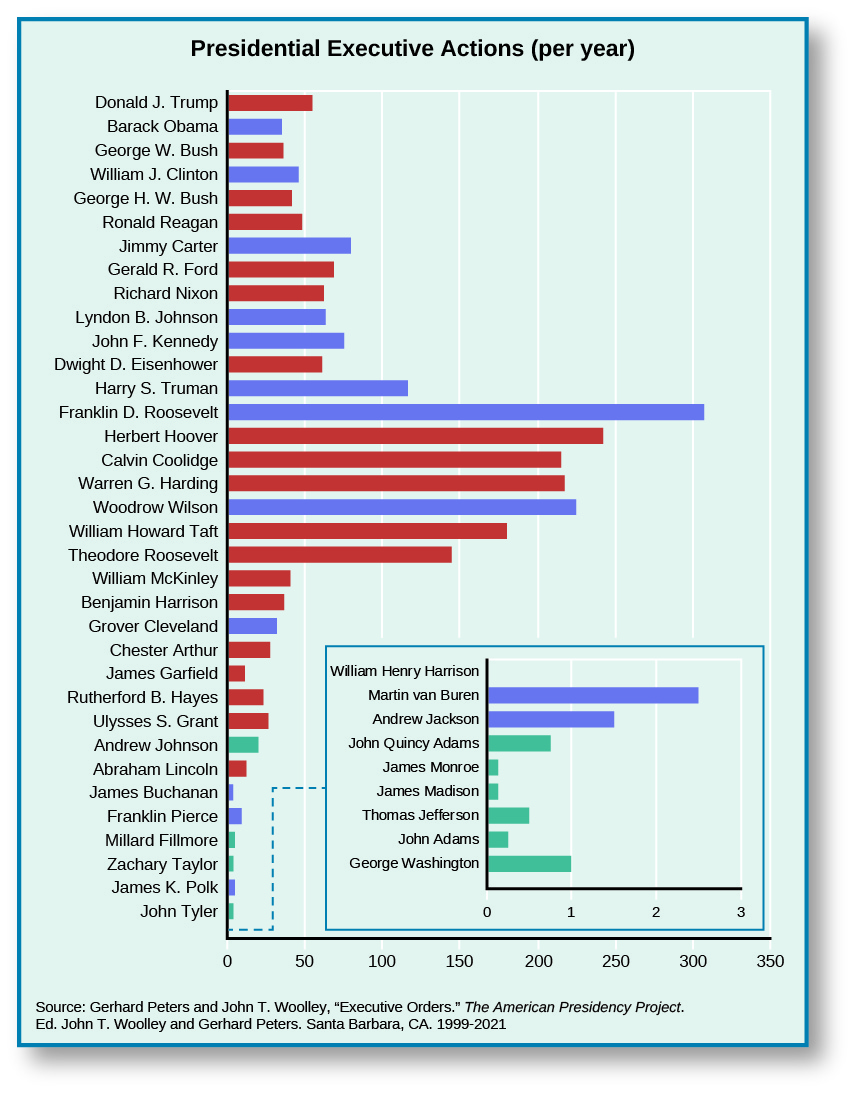 Presidential Executive Actions (per year)
Donald J. Trump
Barack Obama
George W. Bush
William J. Clinton
George H. W. Bush
Ronald Reagan
Jimmy Carter
Gerald R. Ford
Richard Nixon
Lyndon B. Johnson
John F. Kennedy
Dwight D. Eisenhower
Harry S. Truman
Franklin D. Roosevelt
Herbert Hoover
Calvin Coolidge
Warren G. Harding
Woodrow Wilson
William Howard Taft
Theodore Roosevelt
William McKinley
Benjamin Harrison
Grover Cleveland
Chester Arthur
James Garfield
Rutherford B. Hayes
Ulysses S. Grant
Andrew Johnson
Abraham Lincoln
James Buchanan
Franklin Pierce
Millard Fillmore
Zachary Taylor
James K. Polk
John Tyler
William Henry Harrison
Martin van Buren
Andrew Jackson
John Quincy Adams
James Monroe
James Madison
Thomas Jefferson
John Adams
George Washington
0 1 2 3
0 50 100 150 200 250 300 350
Source: Gerhard Peters and John T. Woolley, “Executive Orders.” The American Presidency Project.
Ed. John T. Woolley and Gerhard Peters. Santa Barbara, CA. 1999-2021